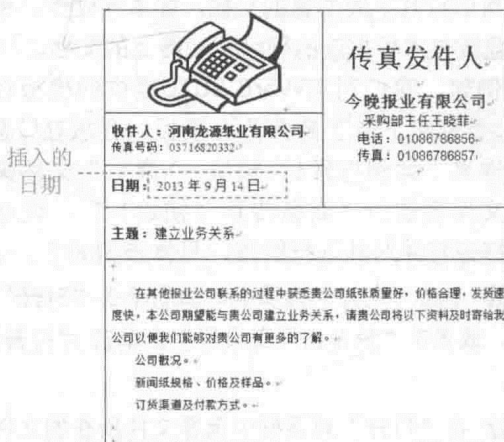 传真发件人
今晚报业有限公司
采购部主任王晓菲
电话：01086786856
传真：01086786857
收件人：河南龙源纸业有限公司
传真号码：03716820332
插入的
日期
日期：2013 年 9 月 14 日
主题：建立业务关系
在其他报业公司联系的过程中获悉贵公司纸张质量好，价格合理，发货速
度快，本公司期望能与贵公司建立业务关系，请贵公司将以下资料及时寄给我
公司以便我们能够对贵公司有更多的了解。
公司概况。
新闻纸规格、价格及样品。
订货渠道及付款方式。